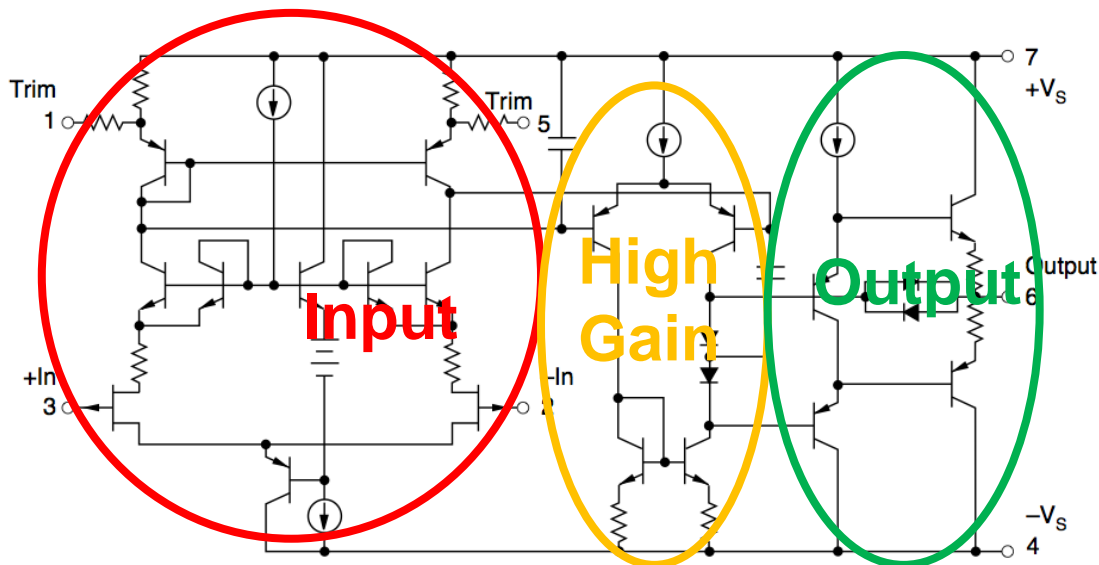 Trim
1
Trim
5
7
+VS
High
Gain
Output
Output
6
Input
+In
3
–In
2
–VS
4